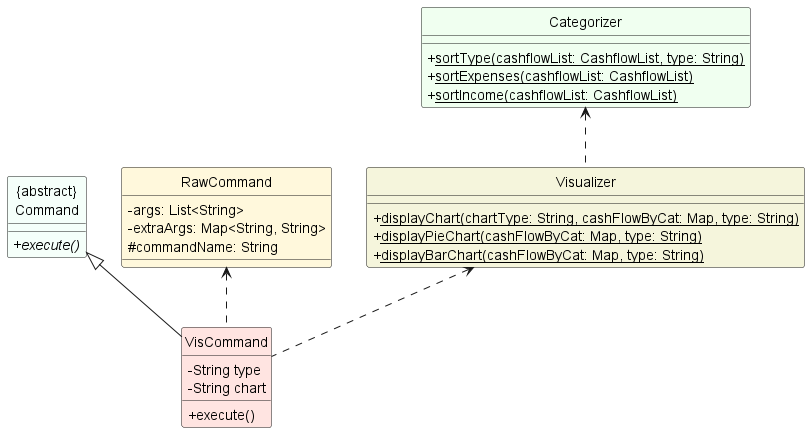 Categorizer
+sortType(cashflowList: CashflowList, type: String)
+sortExpenses(cashflowList: CashflowList)
+sortIncome(cashflowList: CashflowList)
{abstract}
Command
+execute()
RawCommand
-args: List<String>
-extraArgs: Map<String, String>
#commandName: String
Visualizer
+displayChart(chartType: String, cashFlowByCat: Map, type: String)
+displayPieChart(cashFlowByCat: Map, type: String)
+displayBarChart(cashFlowByCat: Map, type: String)
VisCommand
-String type
-String chart
+execute()